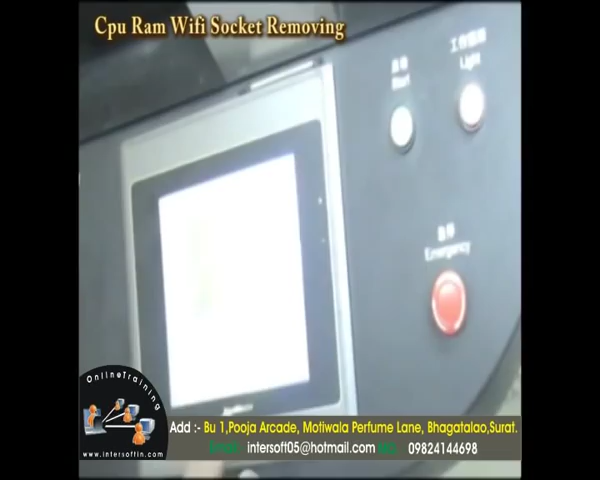 Cpu Ram Wifi Socket Removing
Start
Light
Emergency
OnlineTraining
www.intersoftin.com
Add :- Bu 1,Pooja Arcade, Motiwala Perfume Lane, Bhagatalao,Surat.
intersoft05@hotmail.com 09824144698